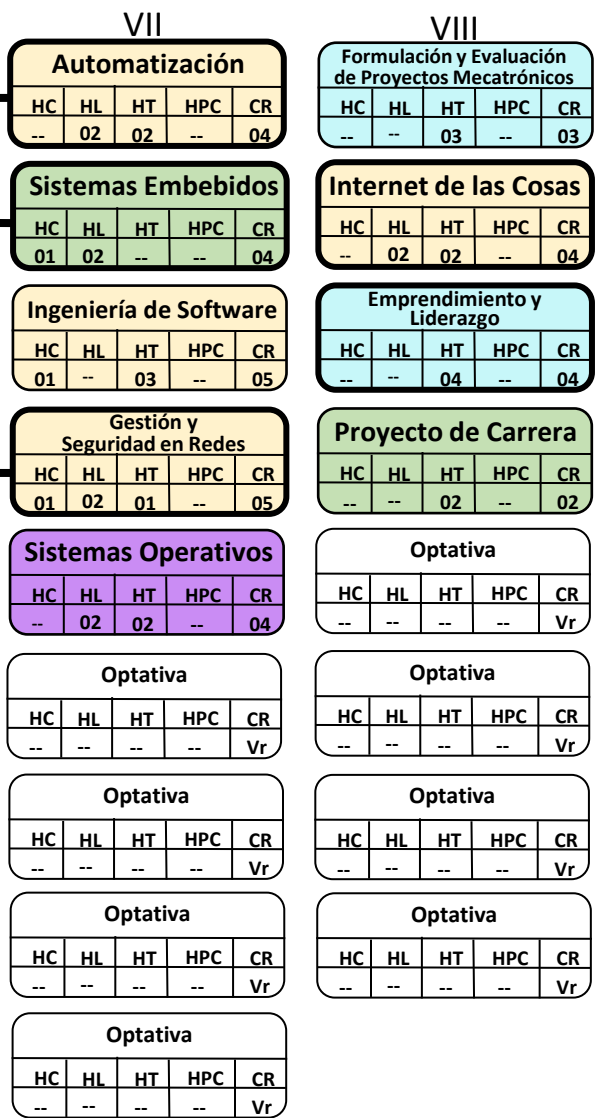 VII
Automatización
HC HL HT HPC CR
-- 02 02 -- 04
Sistemas Embebidos
HC HL HT HPC CR
01 02 -- -- 04
Ingeniería de Software
HC HL HT HPC CR
01 -- 03 -- 05
Gestión y
Seguridad en Redes
HC HL HT HPC CR
01 02 01 -- 05
Sistemas Operativos
HC HL HT HPC CR
-- 02 02 -- 04
Optativa
HC HL HT HPC CR
-- -- -- -- Vr
Optativa
HC HL HT HPC CR
-- -- -- -- Vr
Optativa
HC HL HT HPC CR
-- -- -- -- Vr
Optativa
HC HL HT HPC CR
-- -- -- -- Vr
VIII
Formulación y Evaluación
de Proyectos Mecatrónicos
HC HL HT HPC CR
-- -- 03 -- 03
Internet de las Cosas
HC HL HT HPC CR
-- 02 02 -- 04
Emprendimiento y
Liderazgo
HC HL HT HPC CR
-- -- 04 -- 04
Proyecto de Carrera
HC HL HT HPC CR
-- -- 02 -- 02
Optativa
HC HL HT HPC CR
-- -- -- -- Vr
Optativa
HC HL HT HPC CR
-- -- -- -- Vr
Optativa
HC HL HT HPC CR
-- -- -- -- Vr
Optativa
HC HL HT HPC CR
-- -- -- -- Vr